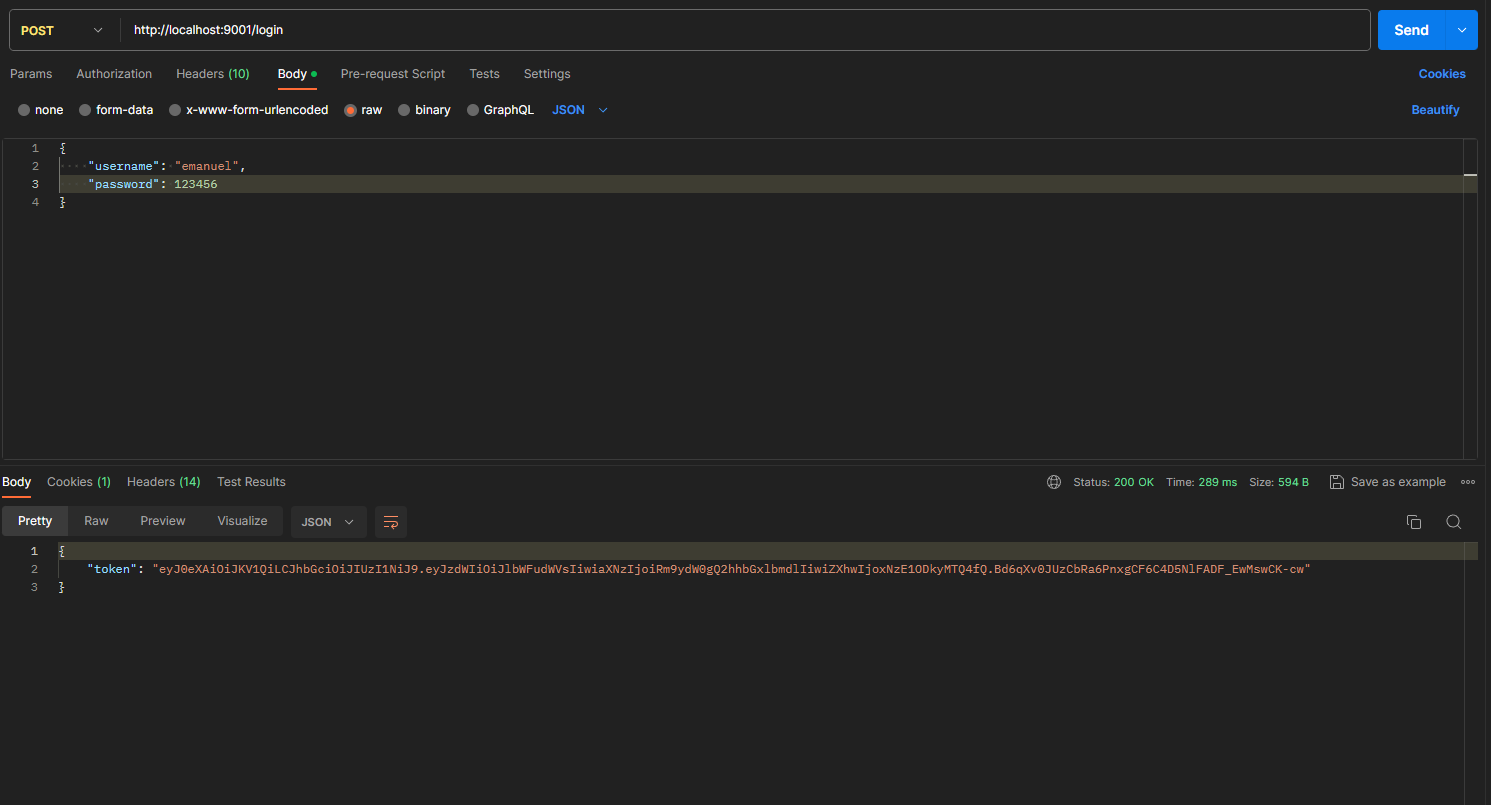 POST http://localhost:9001/login Send
Params Authorization Headers (10) Body Pre-request Script Tests Settings Cookies
none form-data x-www-form-urlencoded raw binary GraphQL JSON Beautify
1 {
2 "username": "emanuel",
3 "password": 123456
4 }
Body Cookies (1) Headers (14) Test Results Status: 200 OK Time: 289 ms Size: 594 B Save as example
Pretty Raw Preview Visualize JSON
1 {
2 "token": "eyJ0eXAiOiJKV1QiLCJhbGciOiJIUzI1NiJ9.eyJzdWIiOiJlbWFudWVsIiwiaXNzIjoiRm9ydW0gQ2hhbGxlbmdlIiwiZXhwIjoxNzE1ODkyMTQ4fQ.Bd6qXv0JUzCbRa6PnxgCF6C4D5NlFADF_EwMswCK-cw"
3 }